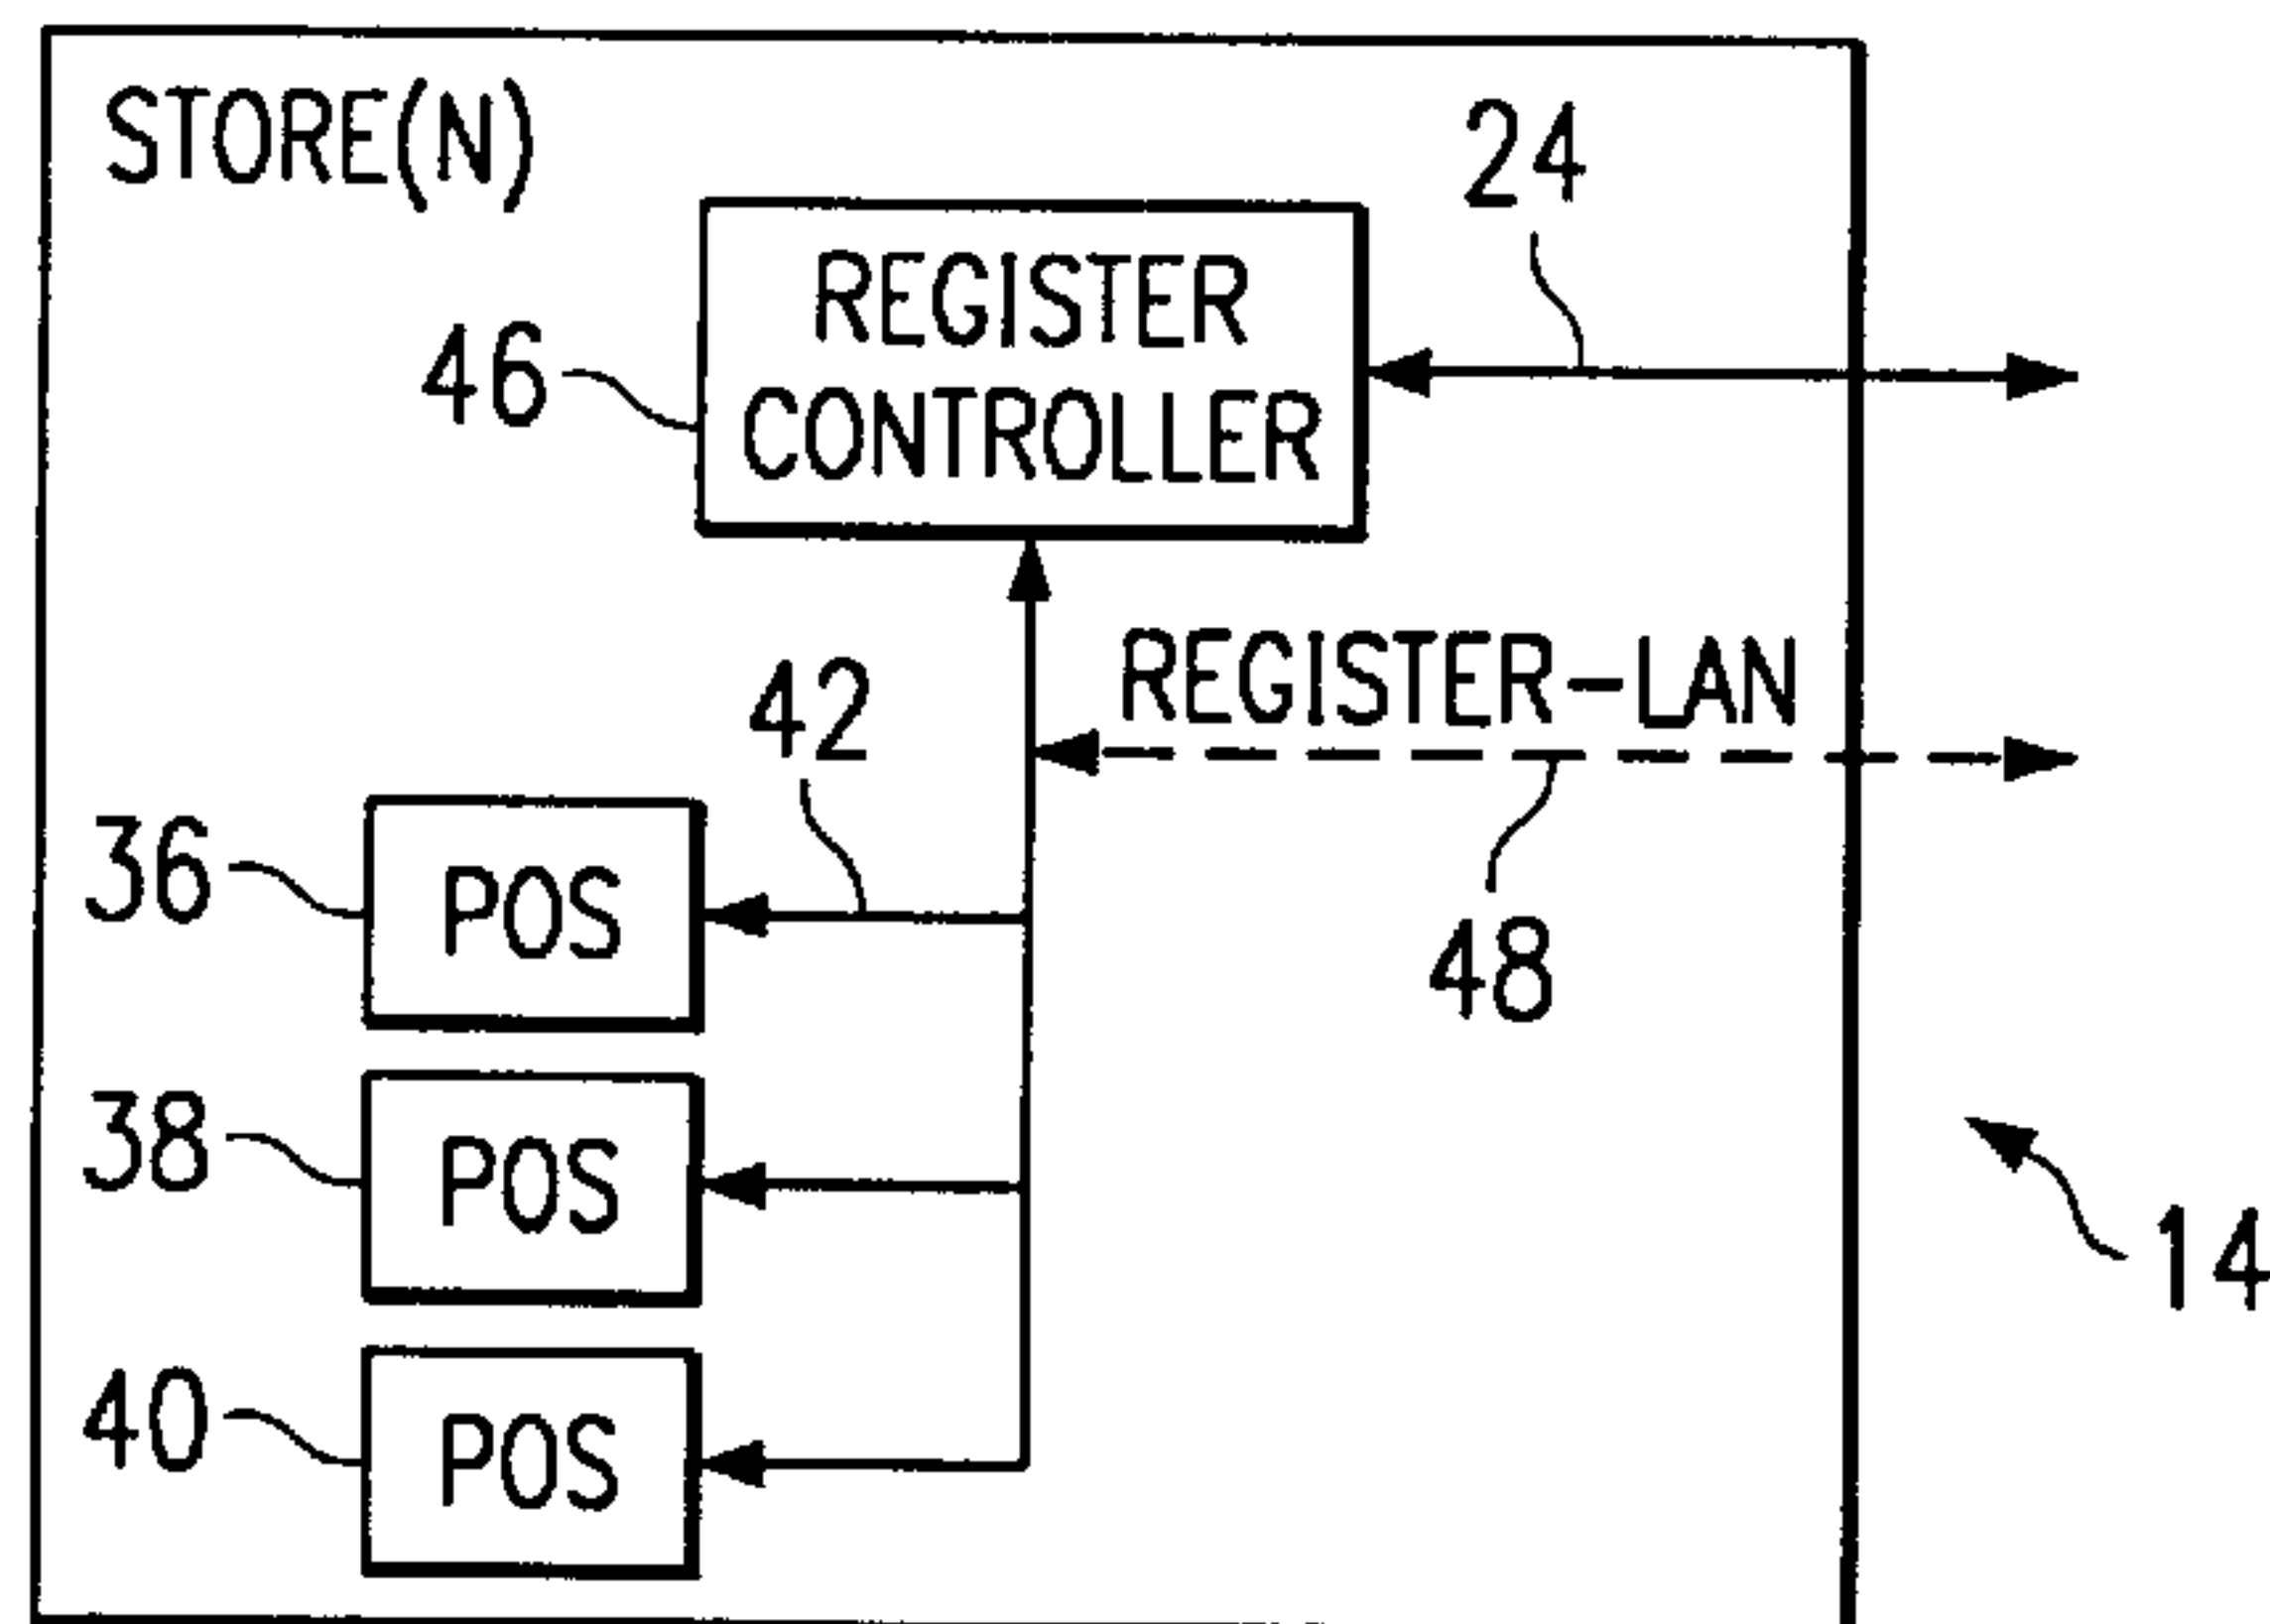 STORE(N)
24
REGISTER
CONTROLLER
46
REGISTER-LAN
42
36
POS
48
38
POS
14
40
POS